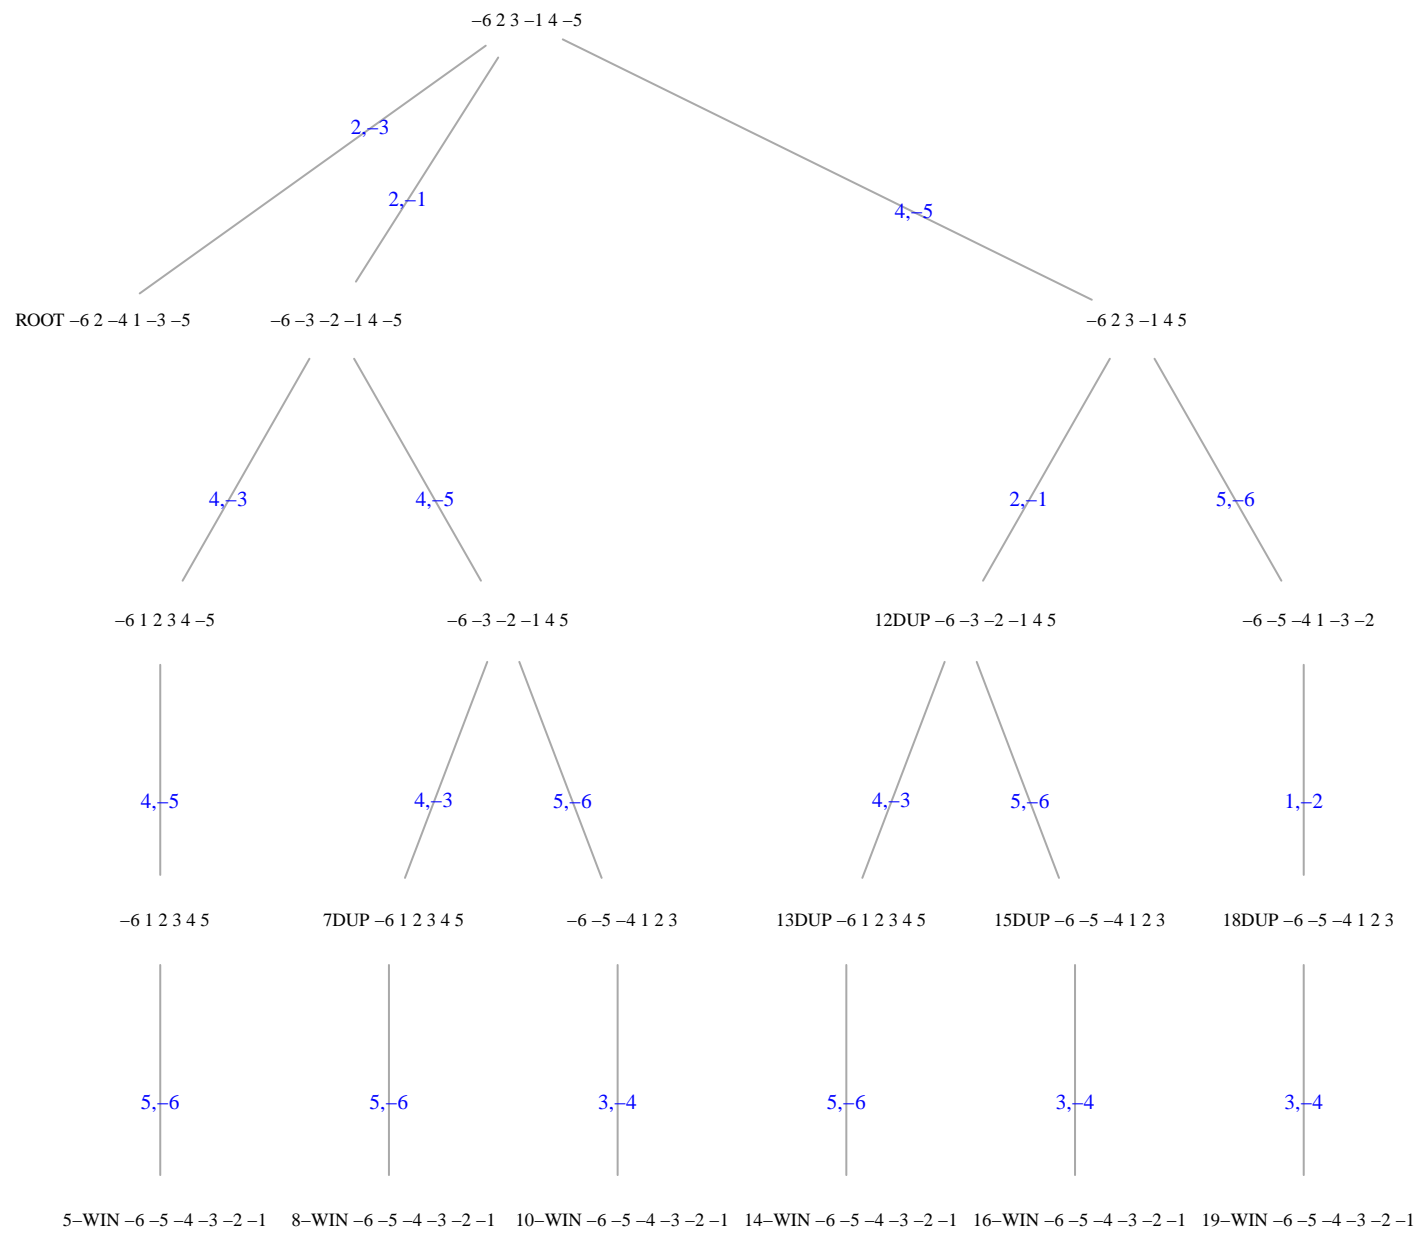 –6 2 3 –1 4 –5
2,–3
2,–1
4,–5
ROOT –6 2 –4 1 –3 –5
–6 –3 –2 –1 4 –5
–6 2 3 –1 4 5
4,–3
4,–5
2,–1
5,–6
–6 1 2 3 4 –5
–6 –3 –2 –1 4 5
12DUP –6 –3 –2 –1 4 5
–6 –5 –4 1 –3 –2
4,–5
4,–3
5,–6
4,–3
5,–6
1,–2
–6 1 2 3 4 5
7DUP –6 1 2 3 4 5
–6 –5 –4 1 2 3
13DUP –6 1 2 3 4 5
15DUP –6 –5 –4 1 2 3
18DUP –6 –5 –4 1 2 3
5,–6
5,–6
3,–4
5,–6
3,–4
3,–4
5–WIN –6 –5 –4 –3 –2 –1
8–WIN –6 –5 –4 –3 –2 –1
10–WIN –6 –5 –4 –3 –2 –1
14–WIN –6 –5 –4 –3 –2 –1
16–WIN –6 –5 –4 –3 –2 –1
19–WIN –6 –5 –4 –3 –2 –1